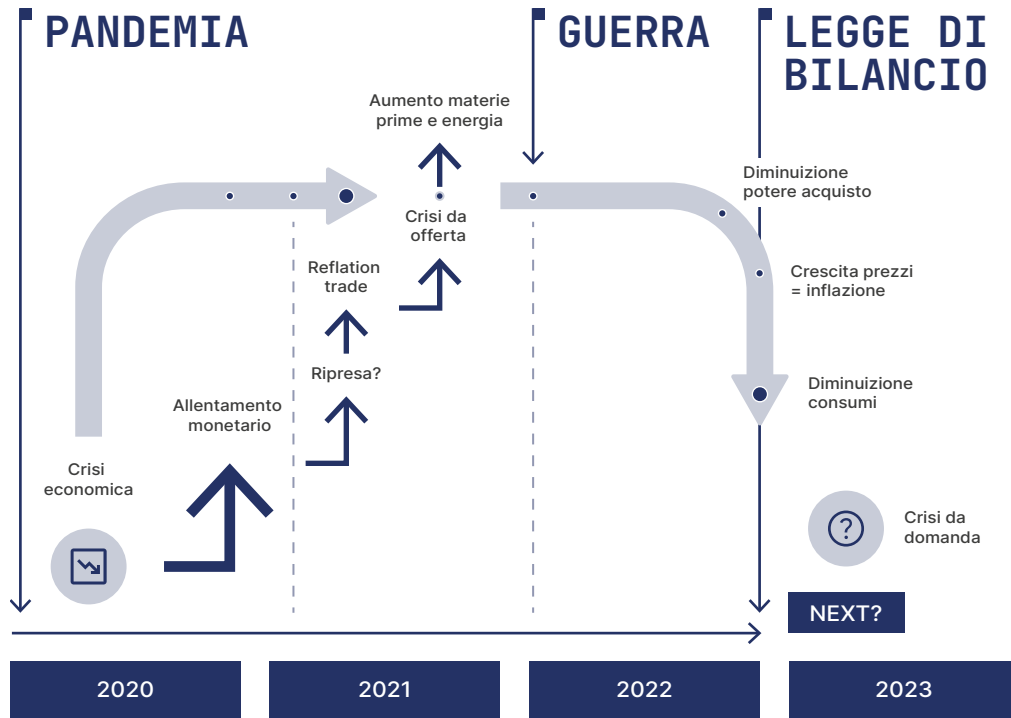 PANDEMIA
GUERRA
LEGGE DI
BILANCIO
Aumento materie
prime e energia
Diminuizione
potere acquisto
Crisi da
offerta
Reflation
trade
Crescita prezzi
= inflazione
Ripresa?
Diminuizione
consumi
Allentamento
monetario
Crisi
economica
?
Crisi da
domanda
NEXT?
2020
2021
2022
2023